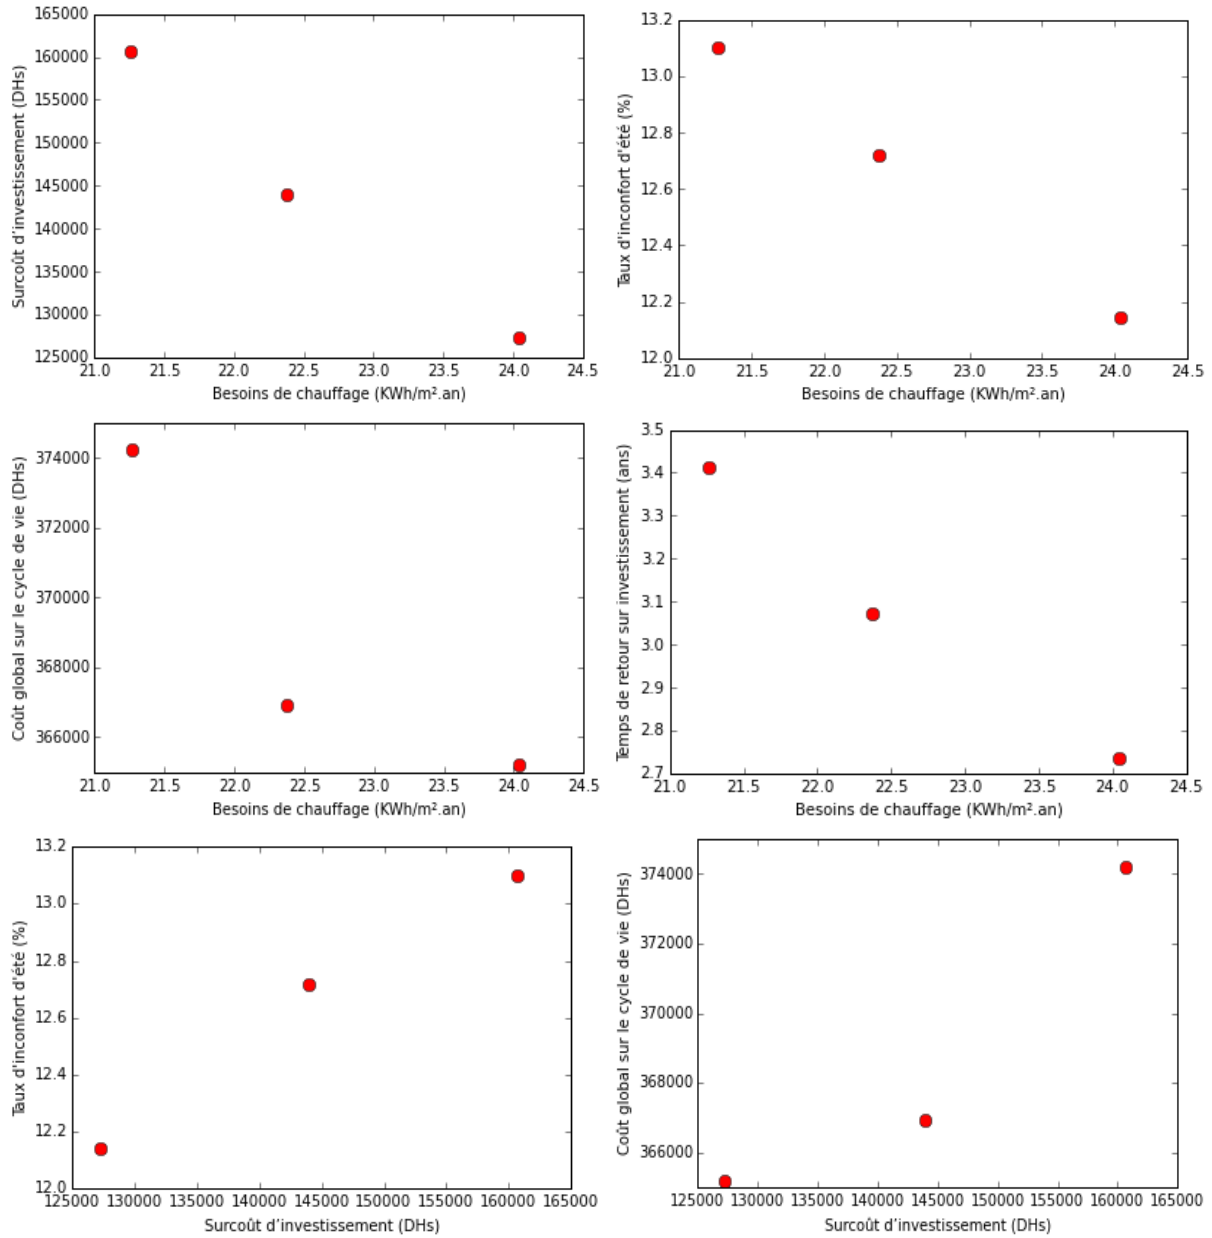 165000
160000
155000
150000
145000
140000
135000
130000
125000
Surcoût d’investissement (DHs)
21.0 21.5 22.0 22.5 23.0 23.5 24.0 24.5
Besoins de chauffage (KWh/m².an)
13.2
13.0
12.8
12.6
12.4
12.2
12.0
Taux d'inconfort d'été (%)
21.0 21.5 22.0 22.5 23.0 23.5 24.0 24.5
Besoins de chauffage (KWh/m².an)
374000
372000
370000
368000
366000
Coût global sur le cycle de vie (DHs)
21.0 21.5 22.0 22.5 23.0 23.5 24.0 24.5
Besoins de chauffage (KWh/m².an)
3.5
3.4
3.3
3.2
3.1
3.0
2.9
2.8
2.7
Temps de retour sur investissement (ans)
21.0 21.5 22.0 22.5 23.0 23.5 24.0 24.5
Besoins de chauffage (KWh/m².an)
13.2
13.0
12.8
12.6
12.4
12.2
12.0
Taux d'inconfort d'été (%)
125000 130000 135000 140000 145000 150000 155000 160000 165000
Surcoût d’investissement (DHs)
374000
372000
370000
368000
366000
Coût global sur le cycle de vie (DHs)
125000 130000 135000 140000 145000 150000 155000 160000 165000
Surcoût d’investissement (DHs)